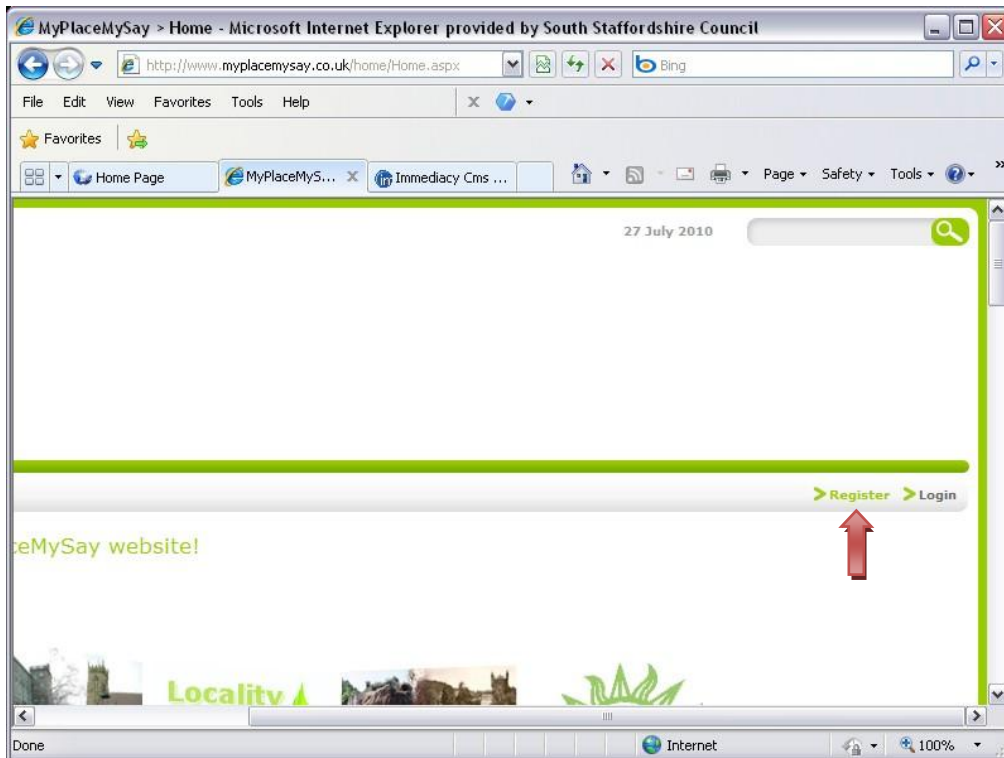 MyPlaceMySay > Home - Microsoft Internet Explorer provided by South Staffordshire Council
http://www.myplacemysay.co.uk/home/Home.aspx
Bing
File Edit View Favorites Tools Help
Favorites
Home Page
MyPlaceMyS...
Immediacy Cms ...
Page
Safety
Tools
27 July 2010
>Register >Login
eMySay website!
Locality
Done
Internet
100%